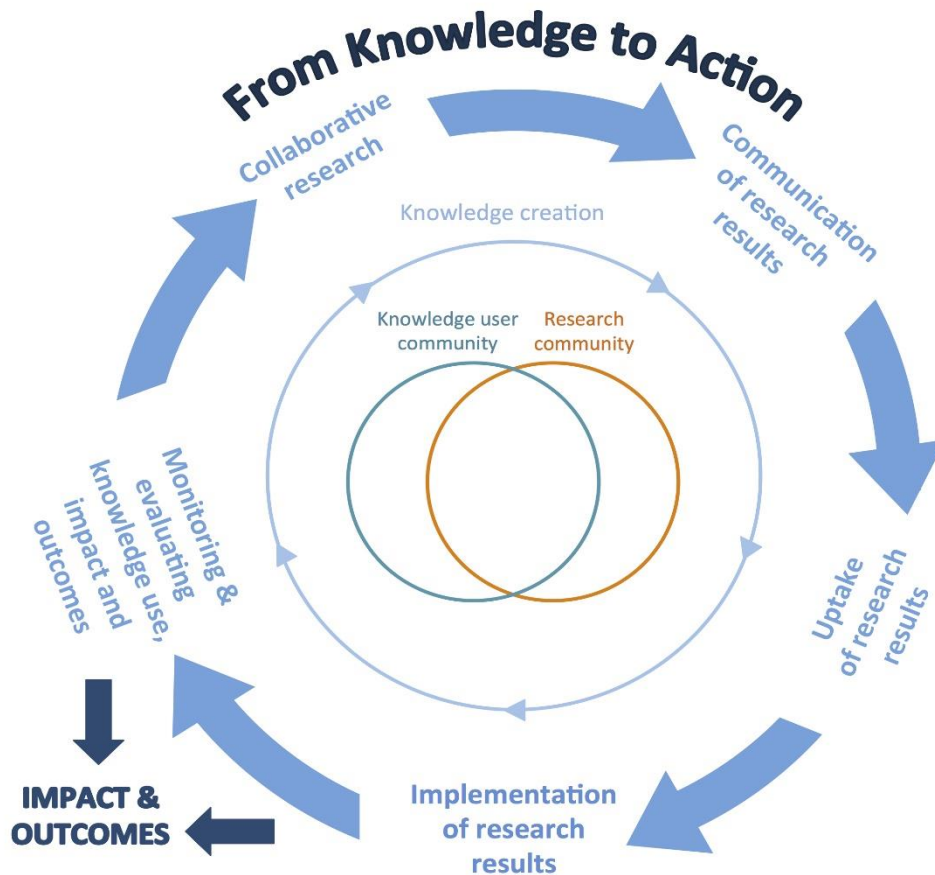 From Knowledge to Action
Collaborative
research
Communication
of research
results
Knowledge creation
Knowledge user
community
Research
community
Uptake
of research
results
Monitoring &
evaluating
knowledge use,
impact and
outcomes
Implementation
of research
results
IMPACT &
OUTCOMES